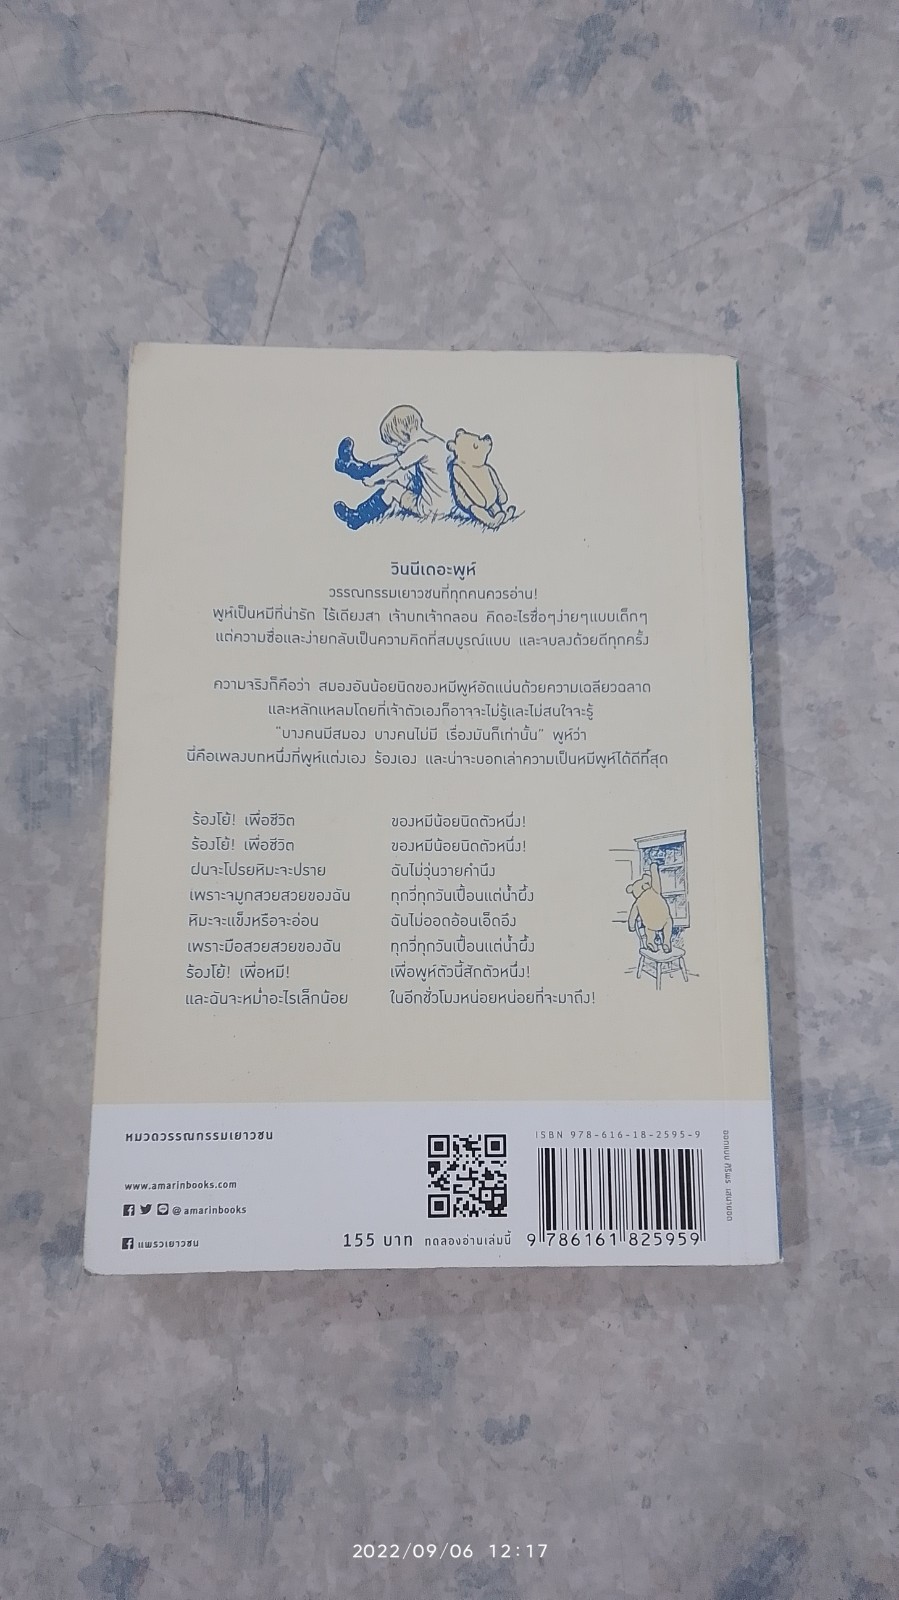 วินนีเดอะพูห์
วรรณกรรมเยาวชนที่ทุกคนควรอ่าน!
พูห์เป็นหมีที่น่ารัก ไร้เดียงสา เจ้าบทเจ้ากลอน คิดอะไรซื่อๆง่ายๆแบบเด็กๆ
แต่ความซื่อและง่ายกลับเป็นความคิดที่สมบูรณ์แบบ และจบลงด้วยดีทุกครั้ง
ความจริงก็คือว่า สมองอันน้อยนิดของหมีพูห์อัดแน่นด้วยความเฉลียวฉลาด
และหลักแหลมโดยที่เจ้าตัวเองก็อาจจะไม่รู้และไม่สนใจจะรู้
"บางคนมีสมอง บางคนไม่มี เรื่องมันก็เท่านั้น" พูห์ว่า
นี่คือเพลงบทหนึ่งที่พูห์แต่งเอง ร้องเอง และน่าจะบอกเล่าความเป็นหมีพูห์ได้ดีที่สุด
ร้องโย้! เพื่อชีวิต ของหมีน้อยนิดตัวหนึ่ง!
ร้องโย้! เพื่อชีวิต ของหมีน้อยนิดตัวหนึ่ง!
ฝนจะโปรยหิมะจะปราย ฉันไม่วุ่นวายคำนึง
เพราะจมูกสวยสวยของฉัน ทุกวี่ทุกวันเปื้อนแต่น้ำผึ้ง
หิมะจะแข็งหรือจะอ่อน ฉันไม่ออดอ้อนเอ็ดอึง
เพราะมือสวยสวยของฉัน ทุกวี่ทุกวันเปื้อนแต่น้ำผึ้ง
ร้องโย้! เพื่อหมี! เพื่อพูห์ตัวนี้สักตัวหนึ่ง!
และฉันจะหม่ำอะไรเล็กน้อย ในอีกชั่วโมงหน่อยหน่อยที่จะมาถึง!
หมวดวรรณกรรมเยาวชน
www.amarinbooks.com
@amarinbooks
แพรวเยาวชน
155 บาท
ทดลองอ่านเล่มนี้
ISBN 978-616-18-2595-9
9 786161 825959
2022/09/06 12:17